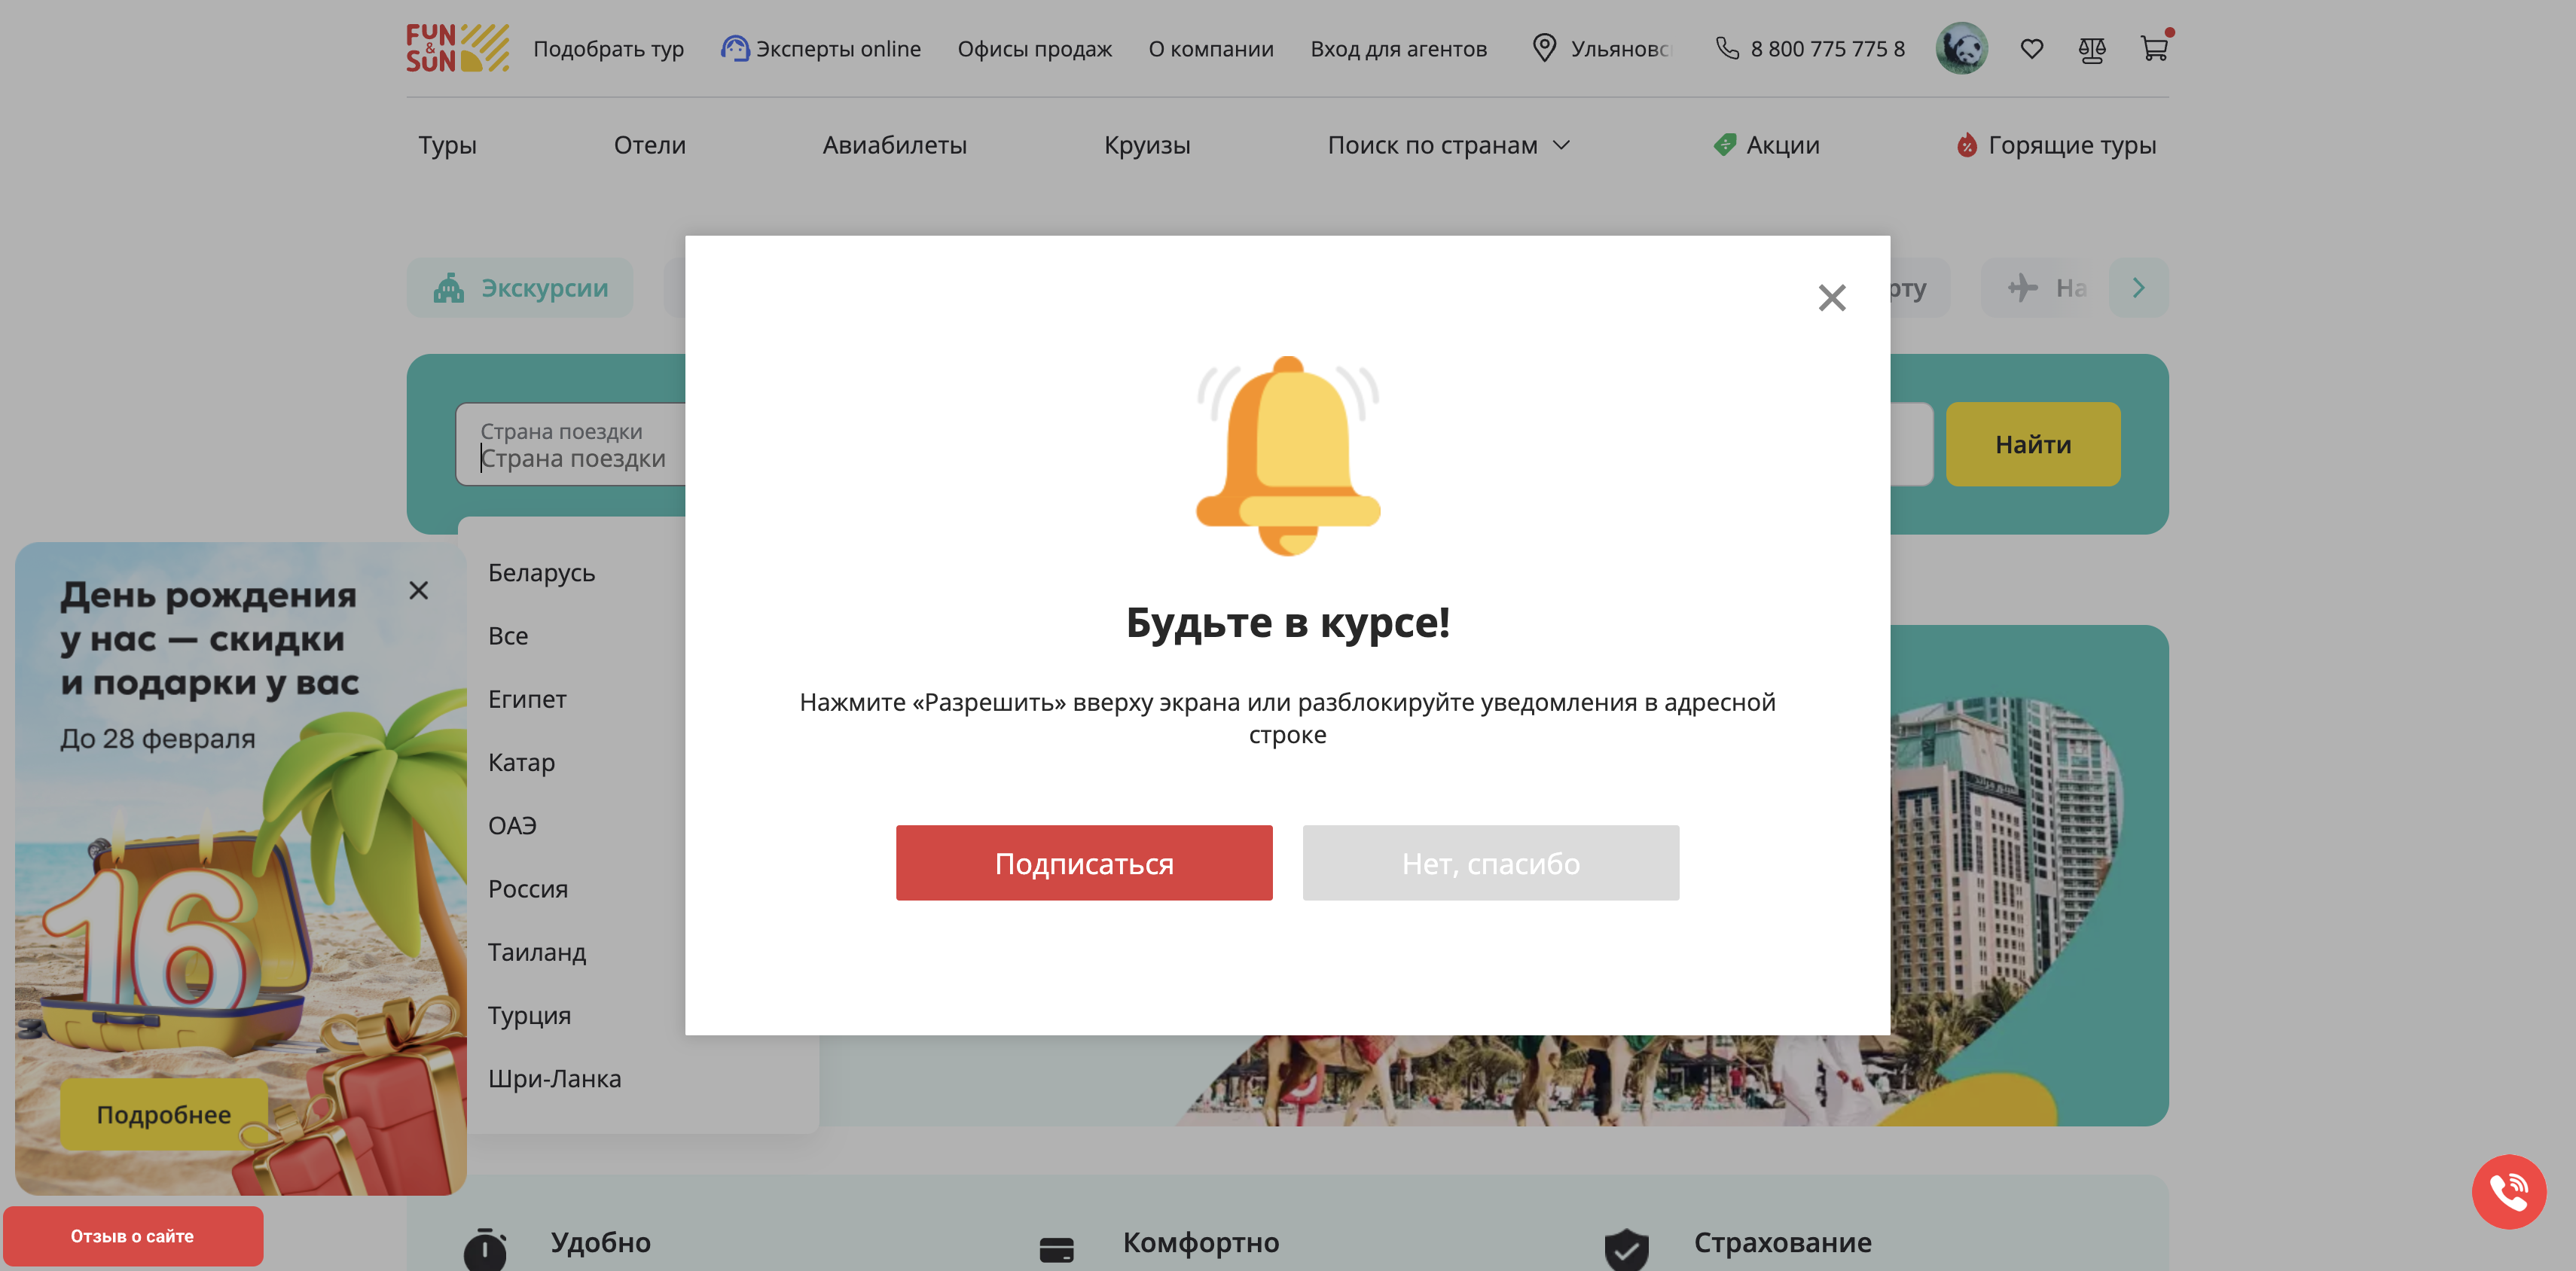 FUN & SUN
Подобрать тур
Эксперты online
Офисы продаж
О компании
Вход для агентов
Ульяновс
8 800 775 775 8
Туры
Отели
Авиабилеты
Круизы
Поиск по странам
Акции
Горящие туры
Экскурсии
рту
На
Страна поездки
Страна поездки
Найти
Беларусь
Все
Египет
Катар
ОАЭ
Россия
Таиланд
Турция
Шри-Ланка
День рождения
у нас — скидки
и подарки у вас
До 28 февраля
16
Подробнее
Будьте в курсе!
Нажмите «Разрешить» вверху экрана или разблокируйте уведомления в адресной
строке
Подписаться
Нет, спасибо
Отзыв о сайте
Удобно
Комфортно
Страхование